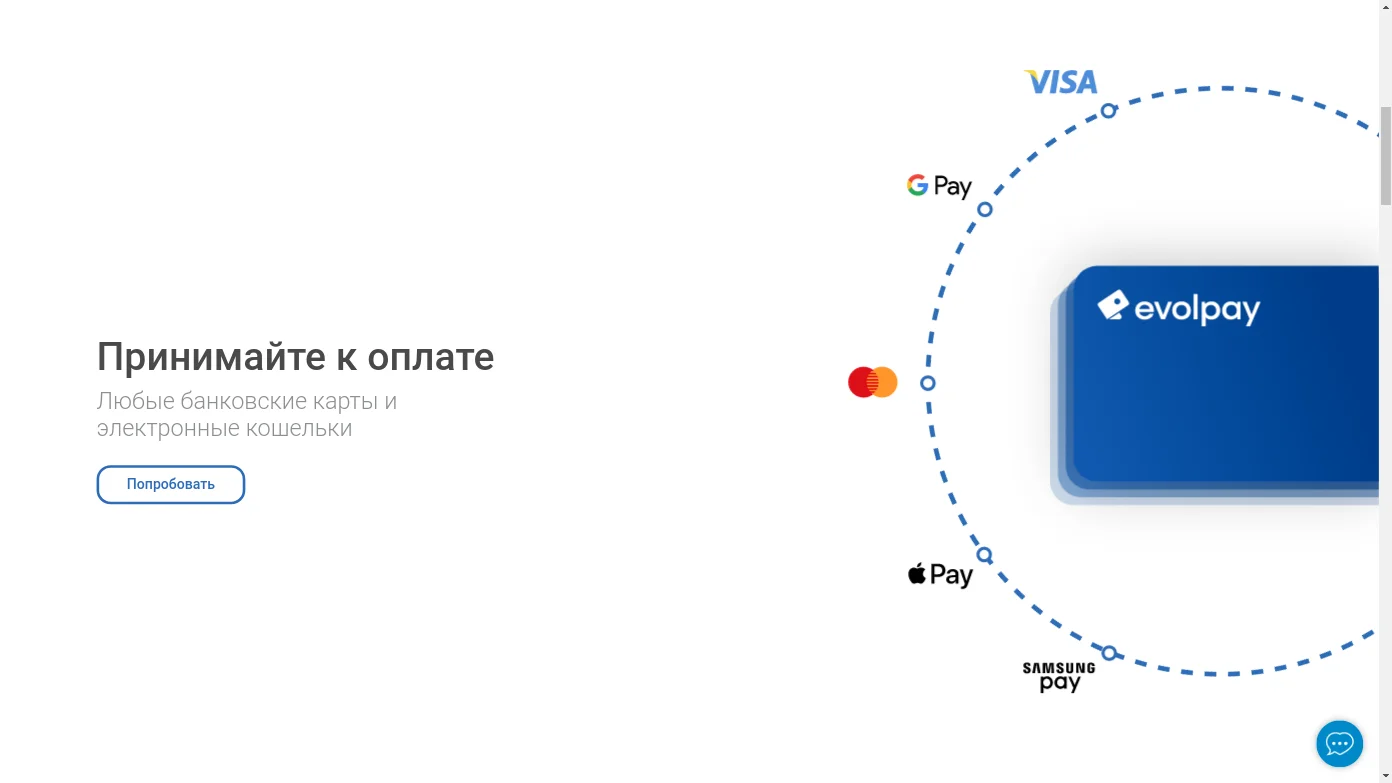 VISA
G Pay
evolpay
Принимайте к оплате
Любые банковские карты и
электронные кошельки
Попробовать
Pay
SAMSUNG
pay